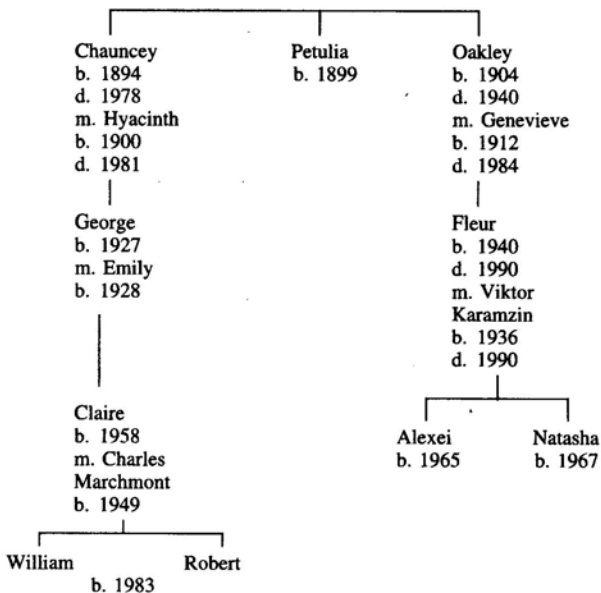 Chauncey
b. 1894
d. 1978
m. Hyacinth
b. 1900
d. 1981
Petulia
b. 1899
Oakley
b. 1904
d. 1940
m. Genevieve
b. 1912
d. 1984
George
b. 1927
m. Emily
b. 1928
Fleur
b. 1940
d. 1990
m. Viktor
Karamzin
b. 1936
d. 1990
Claire
b. 1958
m. Charles
Marchmont
b. 1949
Alexei
b. 1965
Natasha
b. 1967
William
Robert
b. 1983